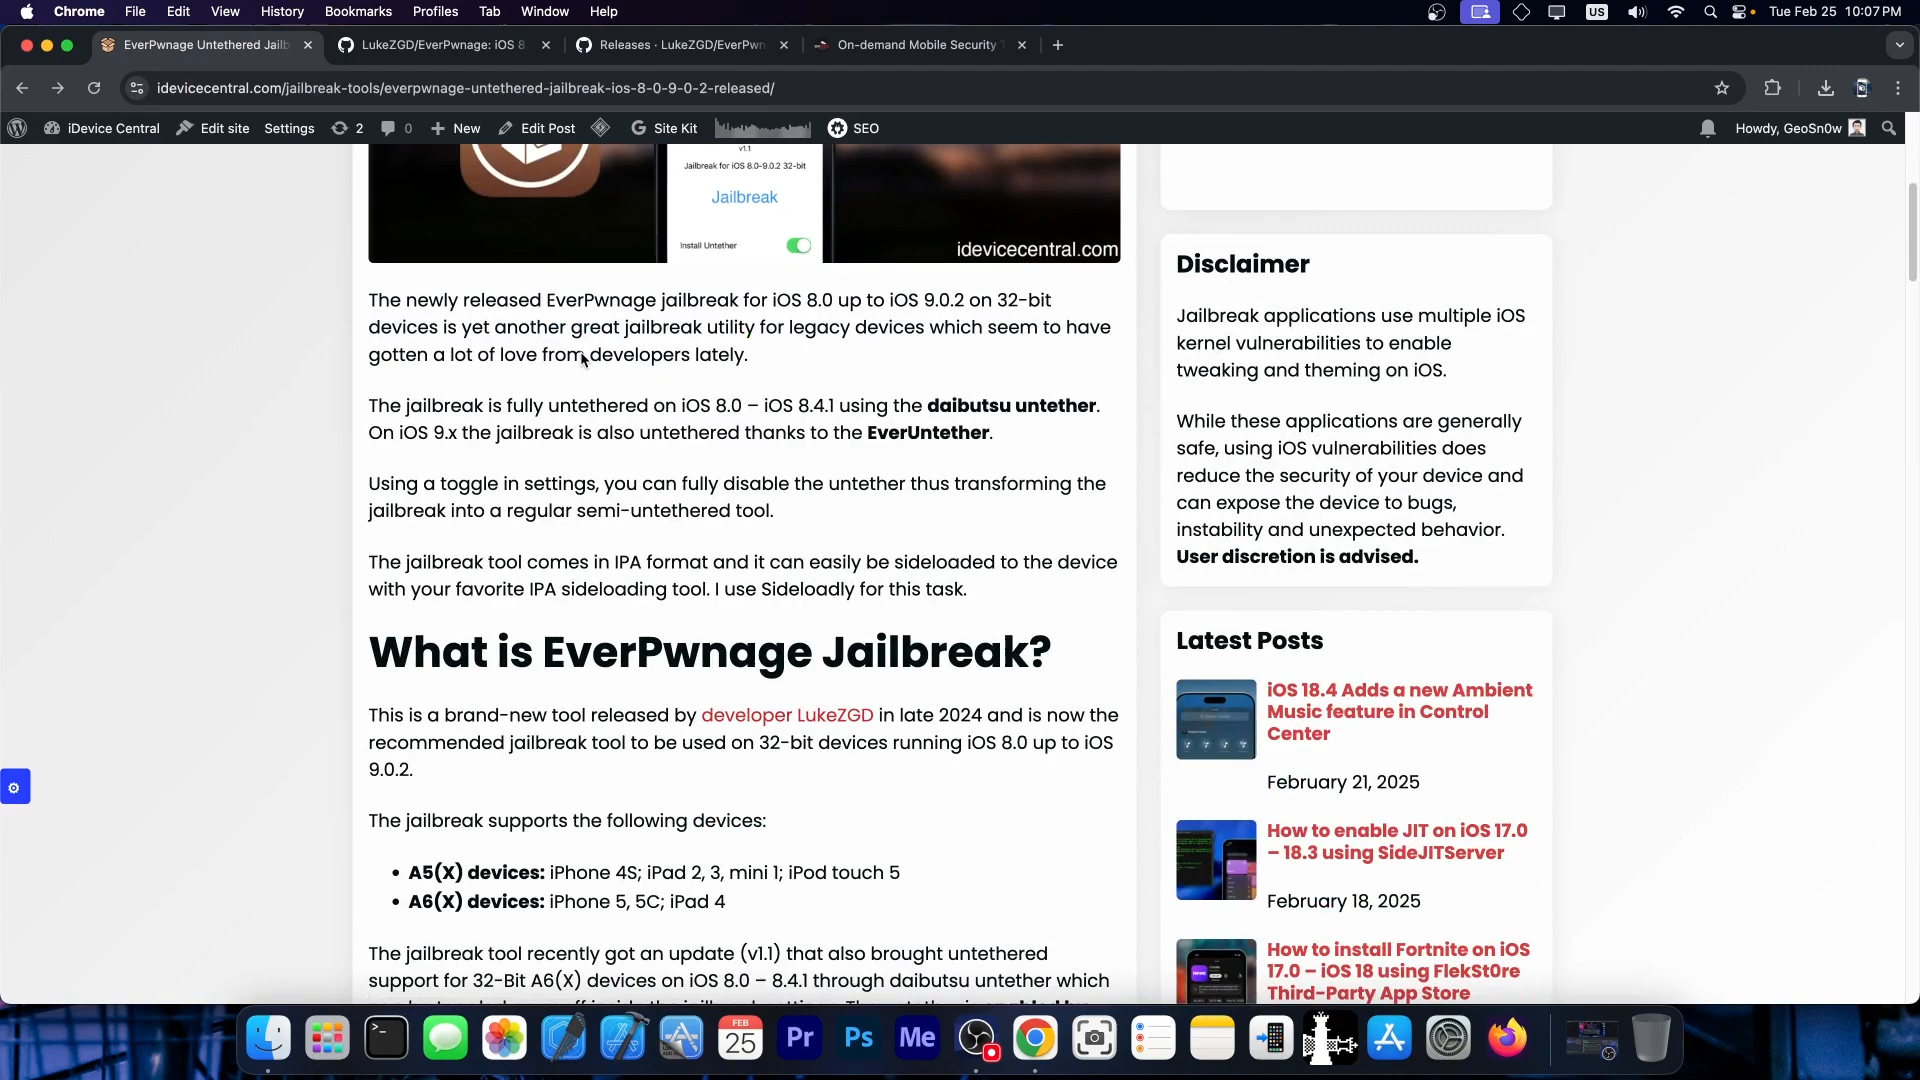 Chrome File Edit View History Bookmarks Profiles Tab Window Help US Tue Feb 25 10:07 PM
EverPwnage Untethered Jailb LukeZGD/EverPwnage: iOS 8. Releases · LukeZGD/EverPwn On-demand Mobile Security
idevicecentral.com/jailbreak-tools/everpwnage-untethered-jailbreak-ios-8-0-9-0-2-released/
iDevice Central Edit site Settings 2 0 New Edit Post Site Kit SEO Howdy, GeoSn0w
v1.1
Jailbreak for iOS 8.0-9.0.2 32-bit
Jailbreak
Install Untether
idevicecentral.com
The newly released EverPwnage jailbreak for iOS 8.0 up to iOS 9.0.2 on 32-bit
devices is yet another great jailbreak utility for legacy devices which seem to have
gotten a lot of love from developers lately.
The jailbreak is fully untethered on iOS 8.0 – iOS 8.4.1 using the daibutsu untether.
On iOS 9.x the jailbreak is also untethered thanks to the EverUntether.
Using a toggle in settings, you can fully disable the untether thus transforming the
jailbreak into a regular semi-untethered tool.
The jailbreak tool comes in IPA format and it can easily be sideloaded to the device
with your favorite IPA sideloading tool. I use Sideloadly for this task.
What is EverPwnage Jailbreak?
This is a brand-new tool released by developer LukeZGD in late 2024 and is now the
recommended jailbreak tool to be used on 32-bit devices running iOS 8.0 up to iOS
9.0.2.
The jailbreak supports the following devices:
• A5(X) devices: iPhone 4S; iPad 2, 3, mini 1; iPod touch 5
• A6(X) devices: iPhone 5, 5C; iPad 4
The jailbreak tool recently got an update (v1.1) that also brought untethered
support for 32-Bit A6(X) devices on iOS 8.0 – 8.4.1 through daibutsu untether which
Disclaimer
Jailbreak applications use multiple iOS
kernel vulnerabilities to enable
tweaking and theming on iOS.
While these applications are generally
safe, using iOS vulnerabilities does
reduce the security of your device and
can expose the device to bugs,
instability and unexpected behavior.
User discretion is advised.
Latest Posts
iOS 18.4 Adds a new Ambient
Music feature in Control
Center
February 21, 2025
How to enable JIT on iOS 17.0
– 18.3 using SideJITServer
February 18, 2025
How to install Fortnite on iOS
17.0 – iOS 18 using FlekSt0re
Third-Party App Store
FEB
25
Pr
Ps
Me